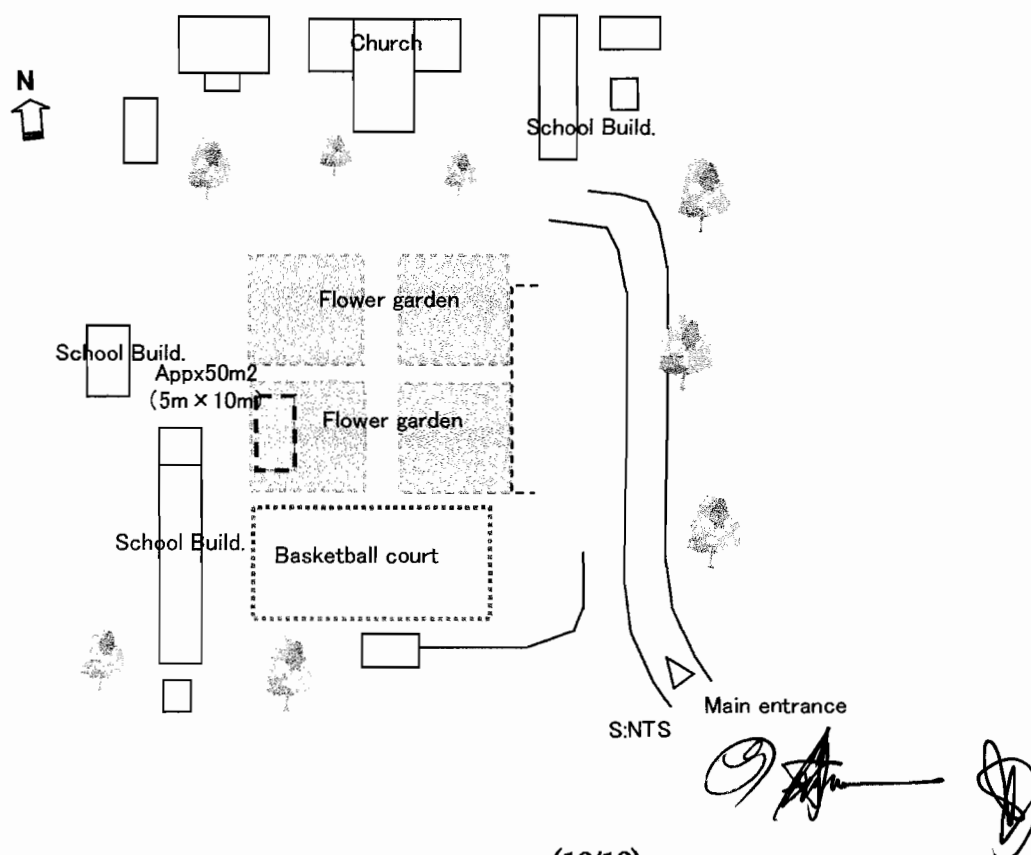 Church
N
School Build.
Flower garden
School Build.
Appx50m2
(5m×10m)
Flower garden
School Build.
Basketball court
Main entrance
S:NTS